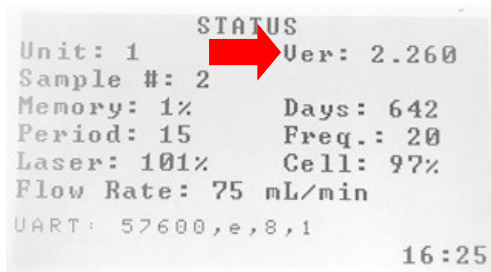 STATUS
Unit: 1 Ver: 2.260
Sample #: 2
Memory: 1% Days: 642
Period: 15 Freq.: 20
Laser: 101% Cell: 97%
Flow Rate: 75 mL/min
UART: 57600,e,8,1
16:25